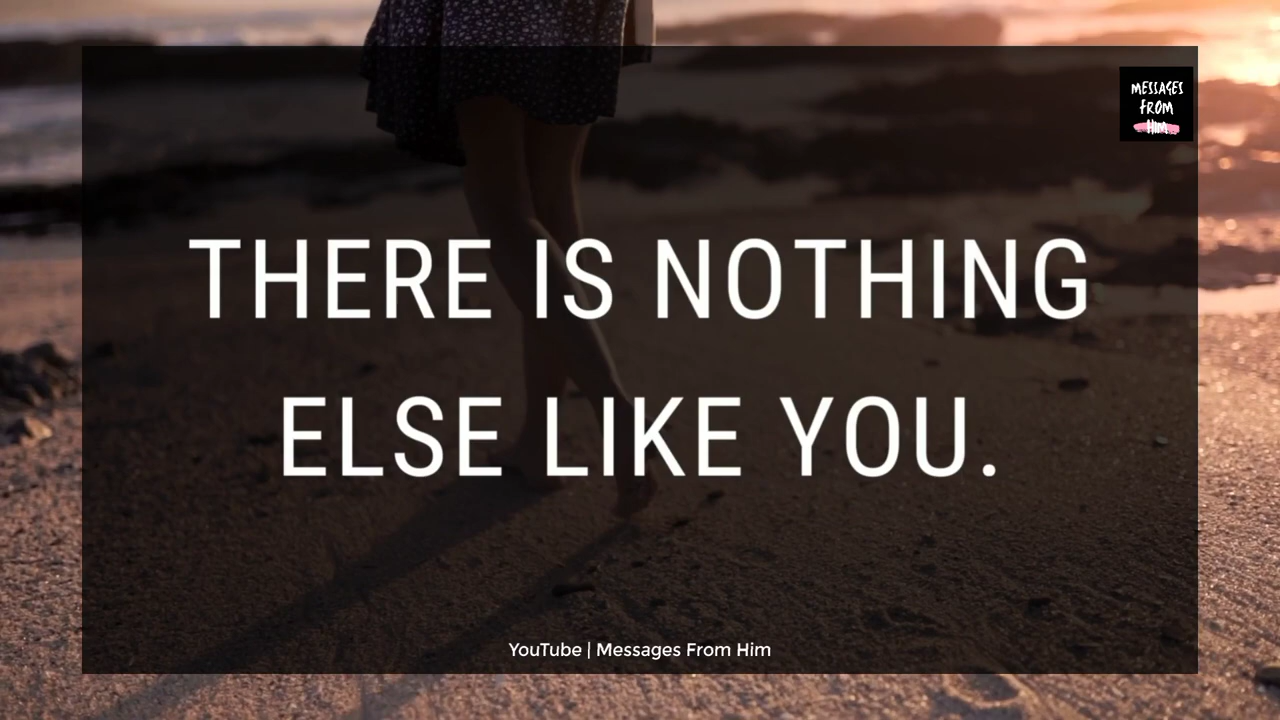 MESSAGES
FROM
HIM
THERE IS NOTHING
ELSE LIKE YOU.
YouTube | Messages From Him